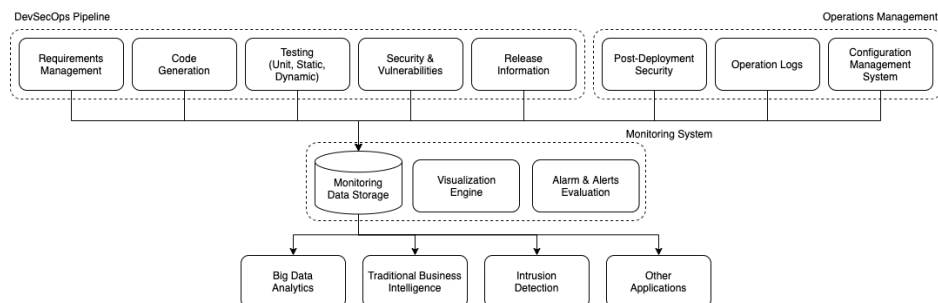 DevSecOps Pipeline
Operations Management
Requirements
Management
Code
Generation
Testing
(Unit, Static,
Dynamic)
Security &
Vulnerabilities
Release
Information
Post-Deployment
Security
Operation Logs
Configuration
Management
System
Monitoring System
Monitoring
Data Storage
Visualization
Engine
Alarm & Alerts
Evaluation
Big Data
Analytics
Traditional Business
Intelligence
Intrusion
Detection
Other
Applications